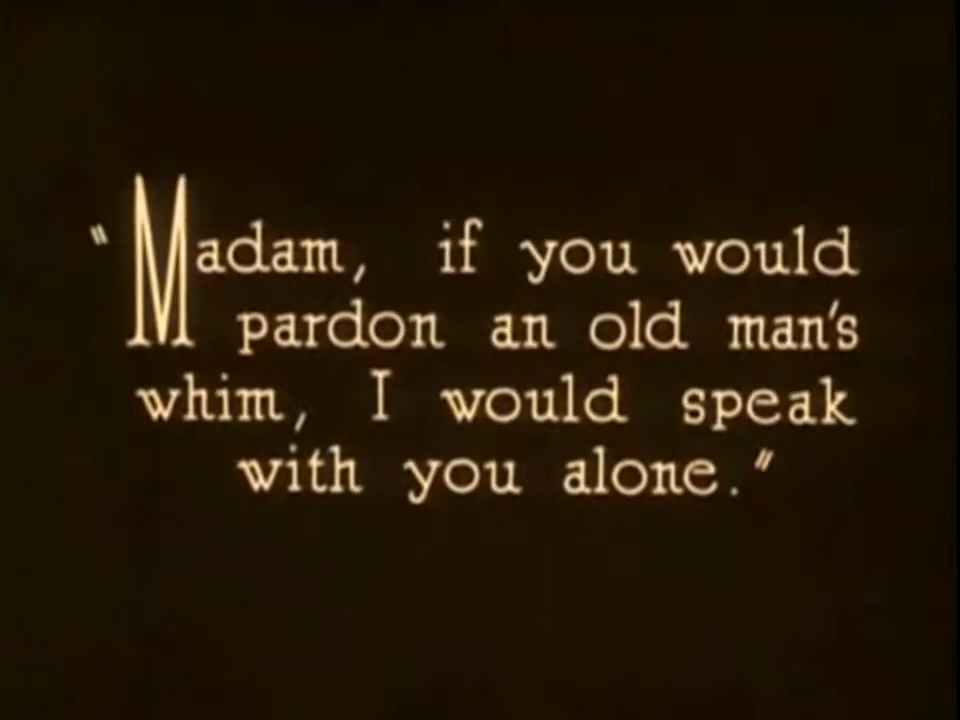 "Madam, if you would
pardon an old man's
whim, I would speak
with you alone."